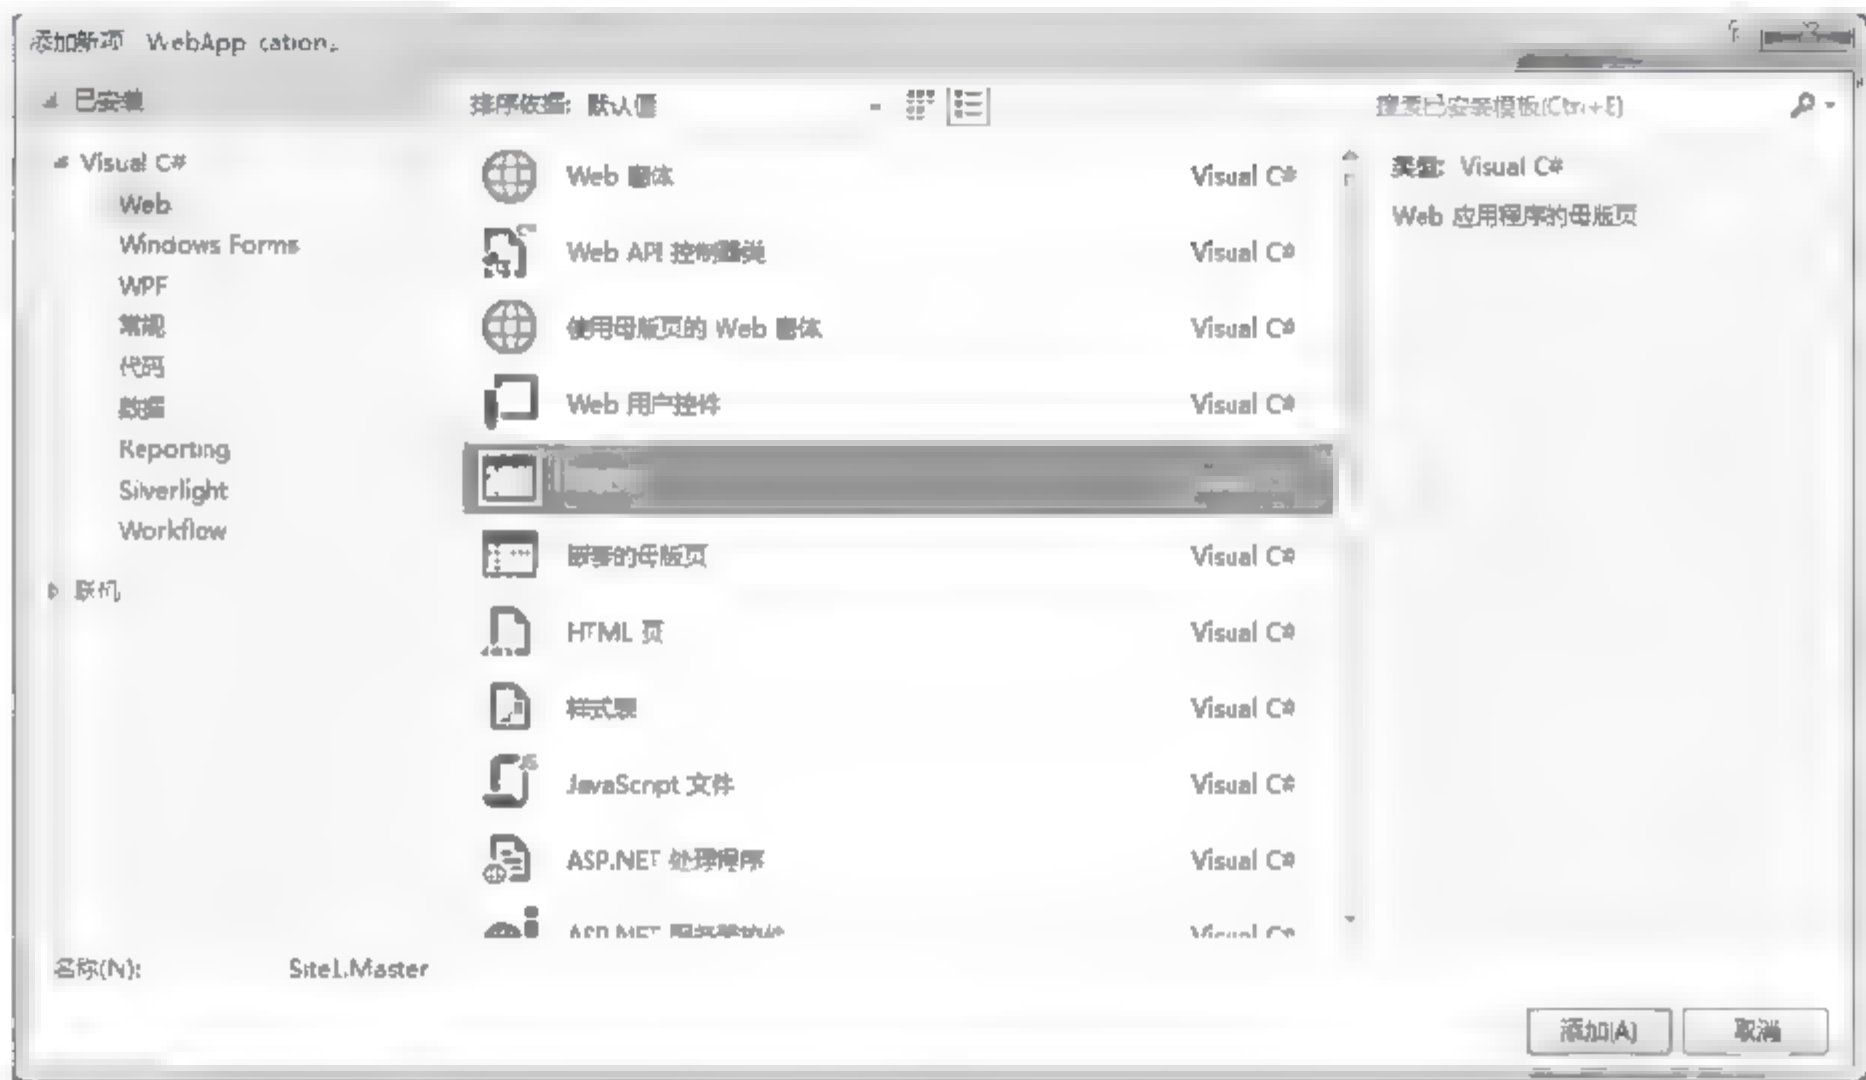 添加新项 WebApp
已安装
Visual C#
Web
Windows Forms
WPF
常规
代码
数据
Reporting
Silverlight
Workflow
联机
排序依据: 默认值
Web 窗体 Visual C#
Web API 控制器类 Visual C#
使用母版页的 Web 窗体 Visual C#
Web 用户控件 Visual C#
嵌套的母版页 Visual C#
HTML 页 Visual C#
样式表 Visual C#
JavaScript 文件 Visual C#
ASP.NET 处理程序 Visual C#
ASP.NET Visual C#
搜索已安装模板(Ctrl+E)
类型: Visual C#
Web 应用程序的母版页
名称(N): Site1.Master
添加(A)
取消